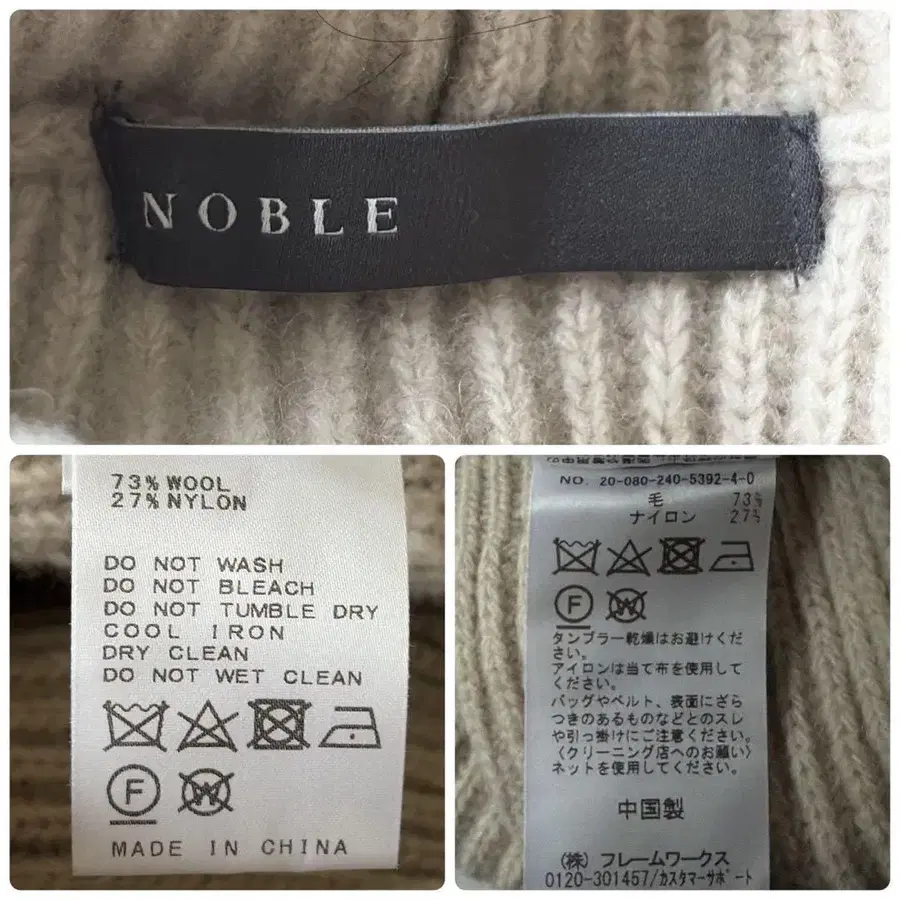 NOBLE
73% WOOL
27% NYLON
DO NOT WASH
DO NOT BLEACH
DO NOT TUMBLE DRY
COOL IRON
DRY CLEAN
DO NOT WET CLEAN
F W
MADE IN CHINA
NO. 20-080-240-5392-4-0
毛 73%
ナイロン 27%
F W
タンブラー乾燥はお避けくだ
さい。
アイロンは当て布を使用して
ください。
バッグやベルト、表面にざら
つきのあるものなどとのスレ
や引っ掛けにご注意ください。
〈クリーニング店へのお願い〉
ネットを使用してください。
中国製
(株) フレームワークス
0120-301457/カスタマーサポート